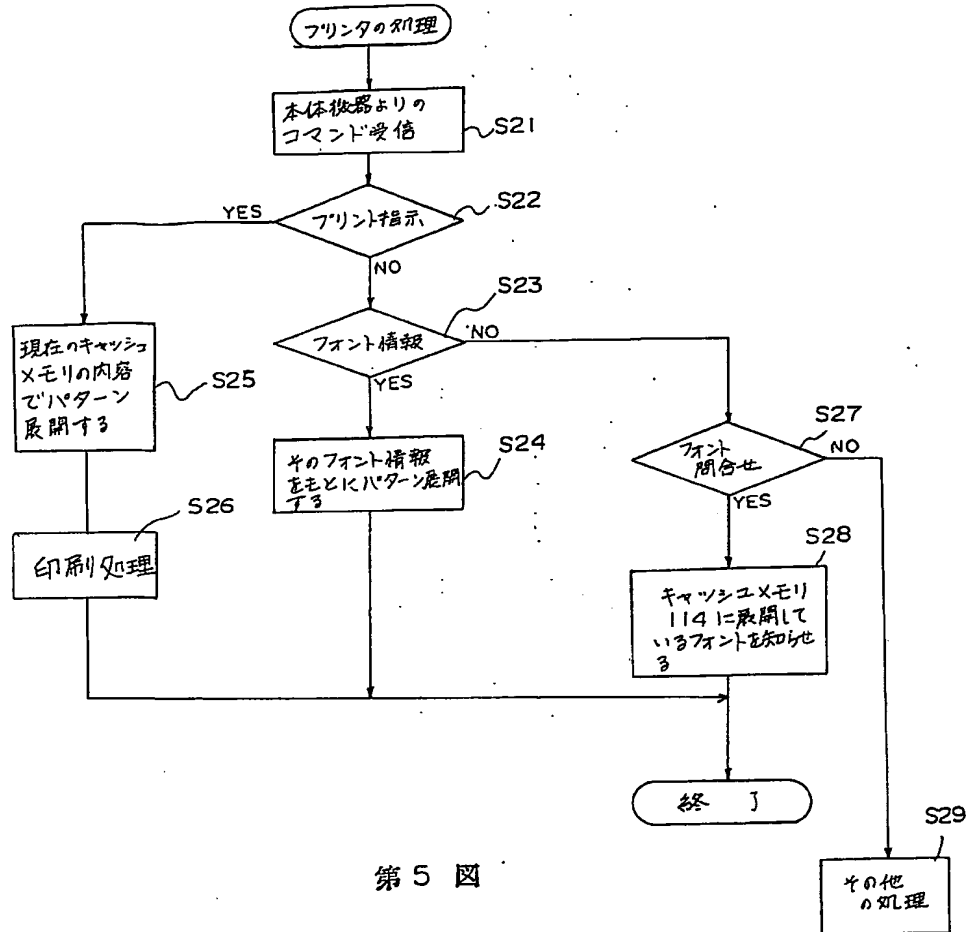 プリンタの処理
本体機器よりの
コマンド受信
S21
プリント指示
S22
YES
NO
フォント情報
S23
NO
YES
現在のキャッシュ
メモリの内容
でパターン
展開する
S25
そのフォント情報
をもとにパターン展開
する
S24
フォント
問合せ
S27
NO
YES
印刷処理
S26
キャッシュメモリ
114に展開して
いるフォントを知らせ
る
S28
終 了
その他
の処理
S29
第5図